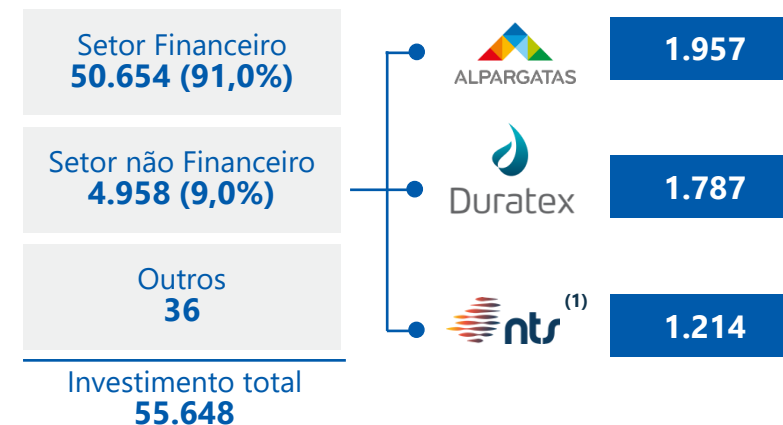 Setor Financeiro
50.654 (91,0%)
Setor não Financeiro
4.958 (9,0%)
Outros
36
Investimento total
55.648
ALPARGATAS
1.957
Duratex
1.787
nts (1)
1.214